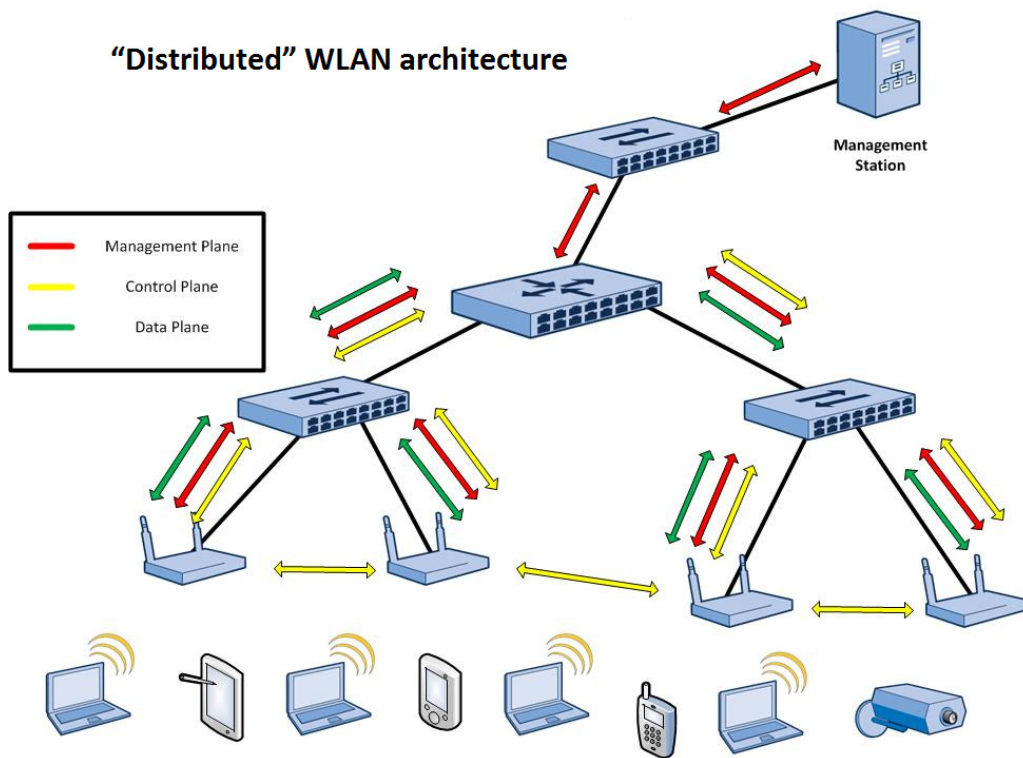 “Distributed” WLAN architecture
Management
Station
Management Plane
Control Plane
Data Plane